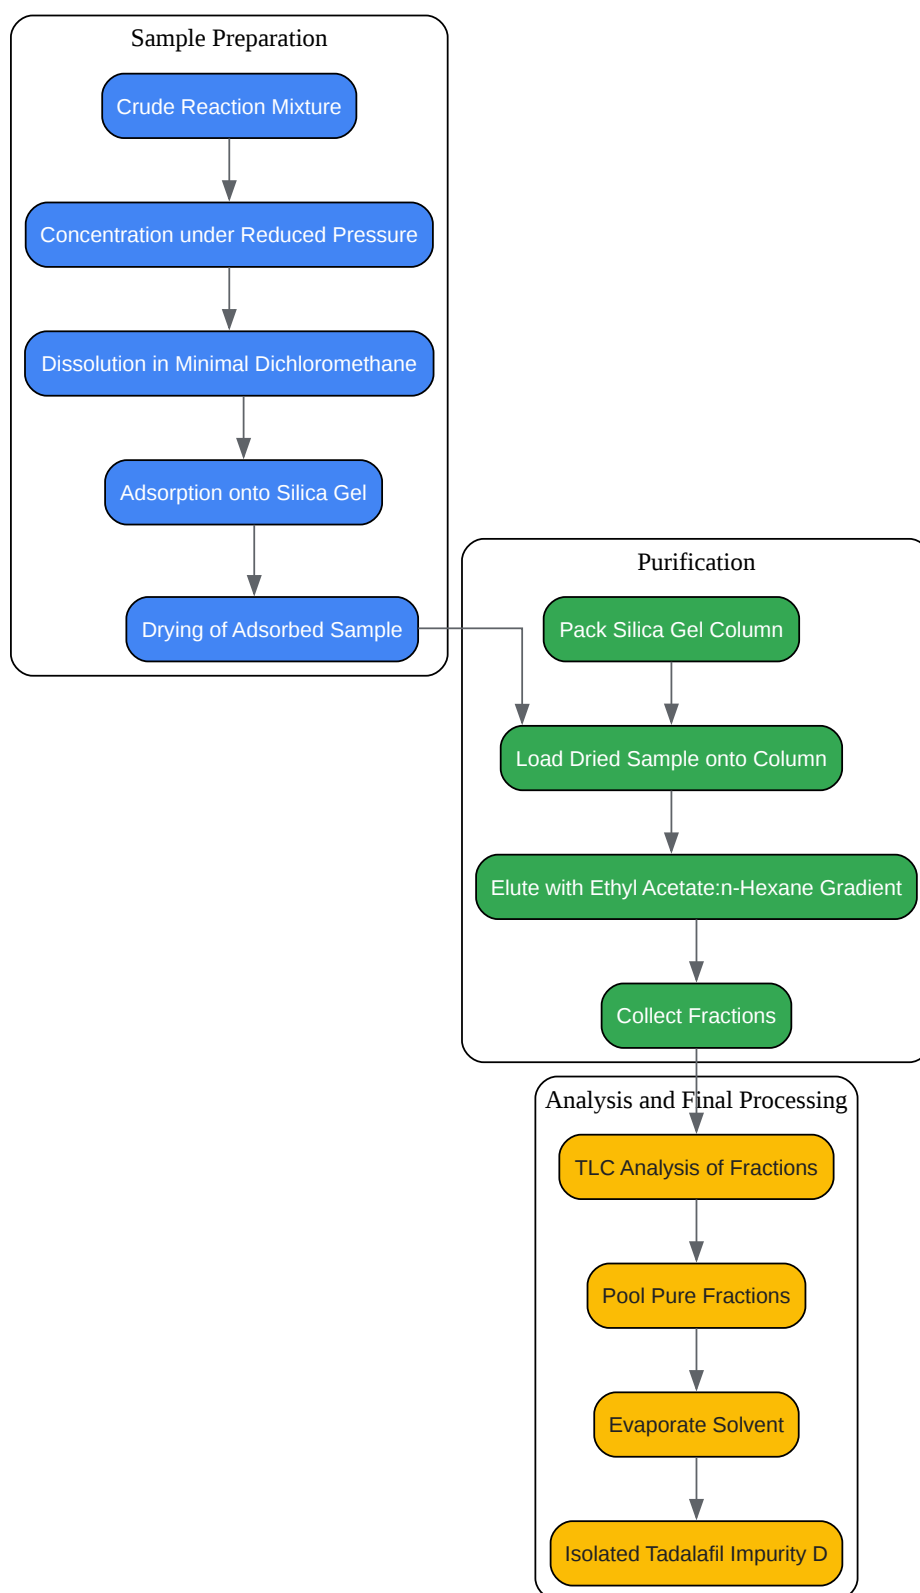 Sample Preparation
Crude Reaction Mixture
Concentration under Reduced Pressure
Dissolution in Minimal Dichloromethane
Adsorption onto Silica Gel
Drying of Adsorbed Sample
Purification
Pack Silica Gel Column
Load Dried Sample onto Column
Elute with Ethyl Acetate:n-Hexane Gradient
Collect Fractions
Analysis and Final Processing
TLC Analysis of Fractions
Pool Pure Fractions
Evaporate Solvent
Isolated Tadalafil Impurity D